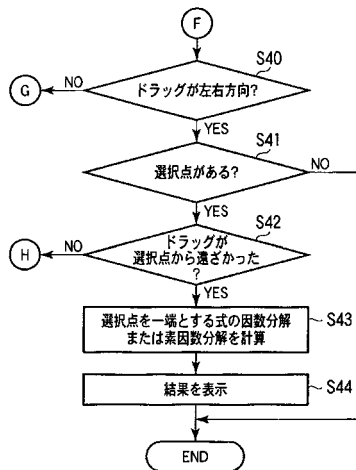 F
S40
ドラッグが左右方向?
NO
G
YES
S41
選択点がある?
NO
YES
S42
ドラッグが
選択点から遠ざかった
?
NO
H
YES
選択点を一端とする式の因数分解
または素因数分解を計算
S43
結果を表示
S44
END